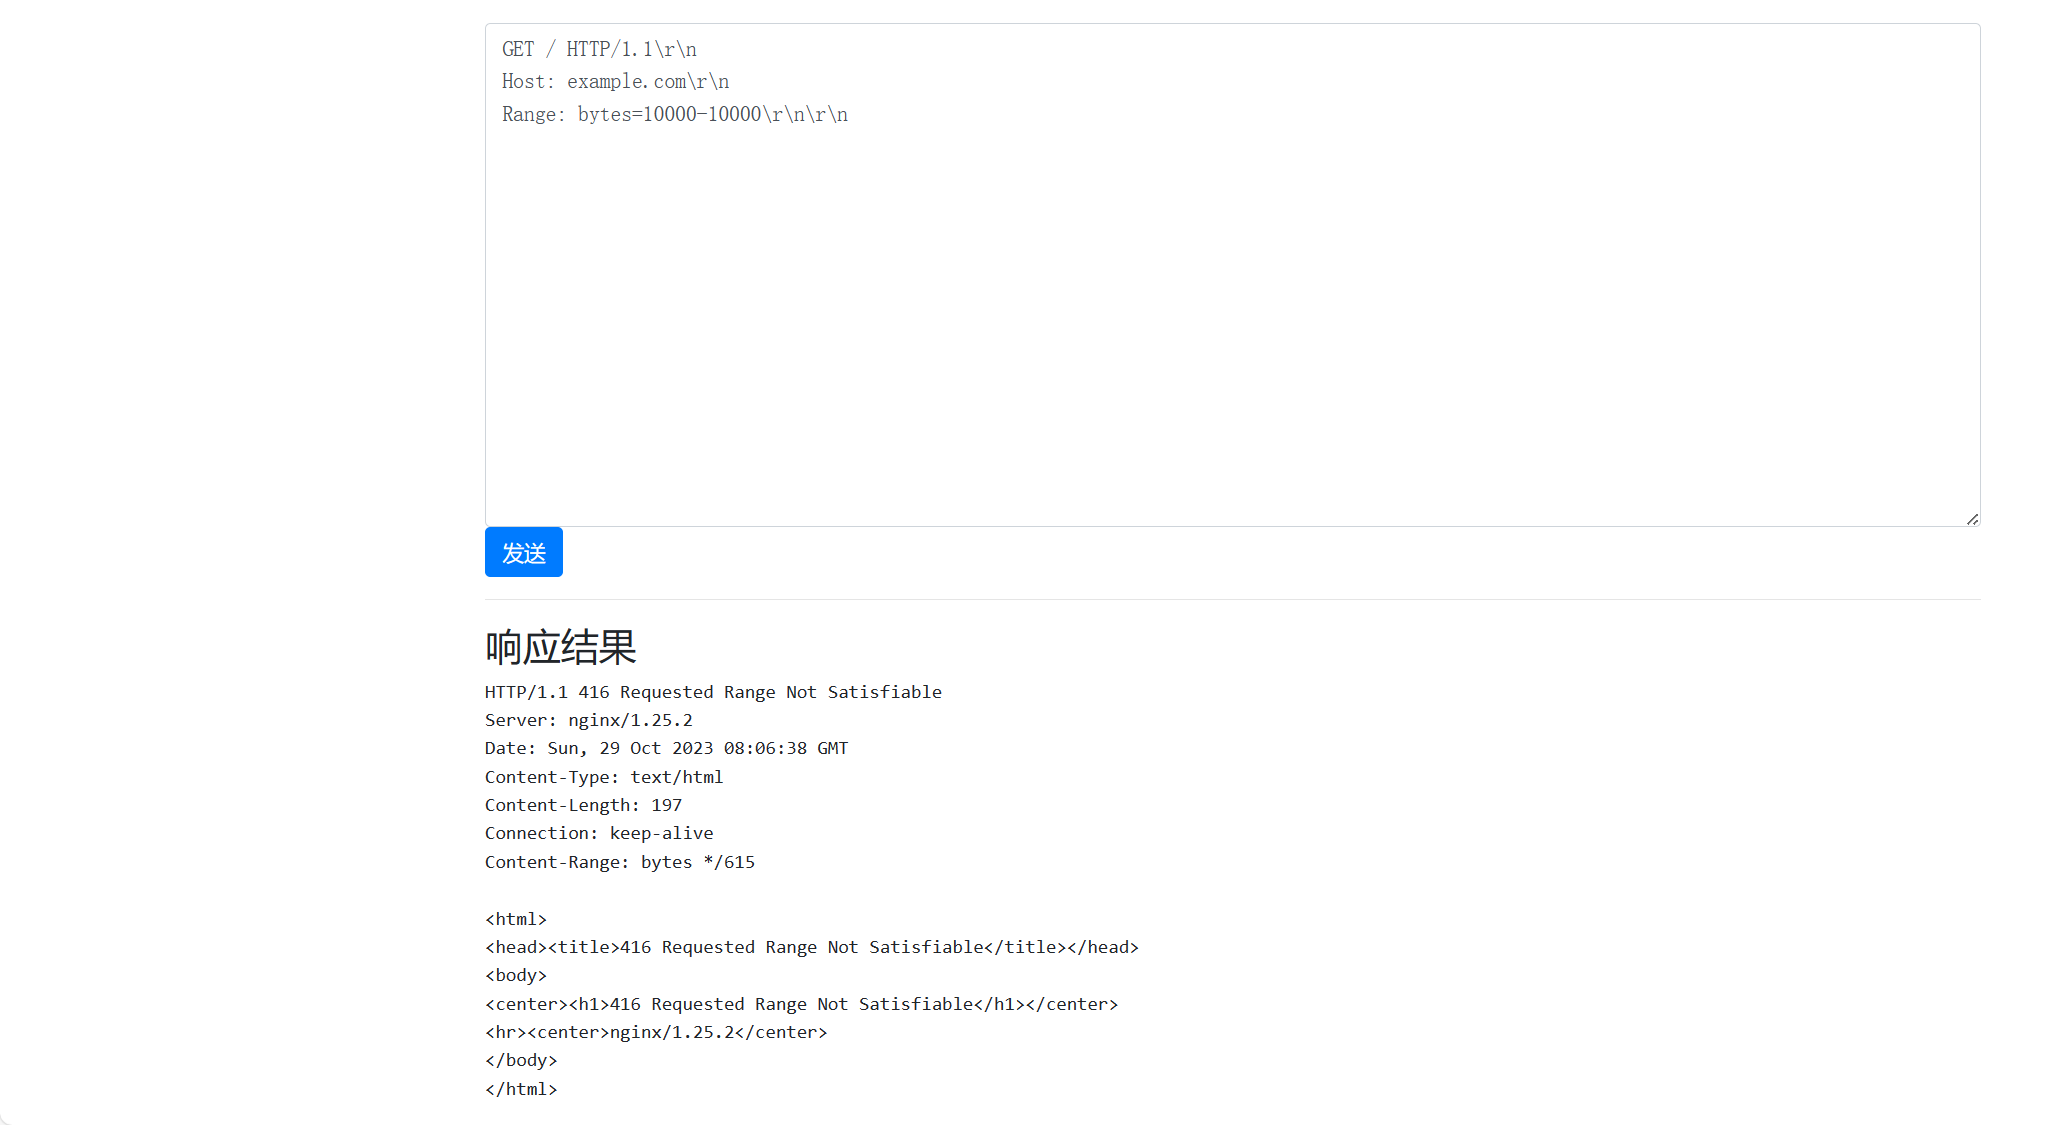 GET / HTTP/1.1\r\n
Host: example.com\r\n
Range: bytes=10000-10000\r\n\r\n
发送
响应结果
HTTP/1.1 416 Requested Range Not Satisfiable
Server: nginx/1.25.2
Date: Sun, 29 Oct 2023 08:06:38 GMT
Content-Type: text/html
Content-Length: 197
Connection: keep-alive
Content-Range: bytes */615
<html>
<head><title>416 Requested Range Not Satisfiable</title></head>
<body>
<center><h1>416 Requested Range Not Satisfiable</h1></center>
<hr><center>nginx/1.25.2</center>
</body>
</html>